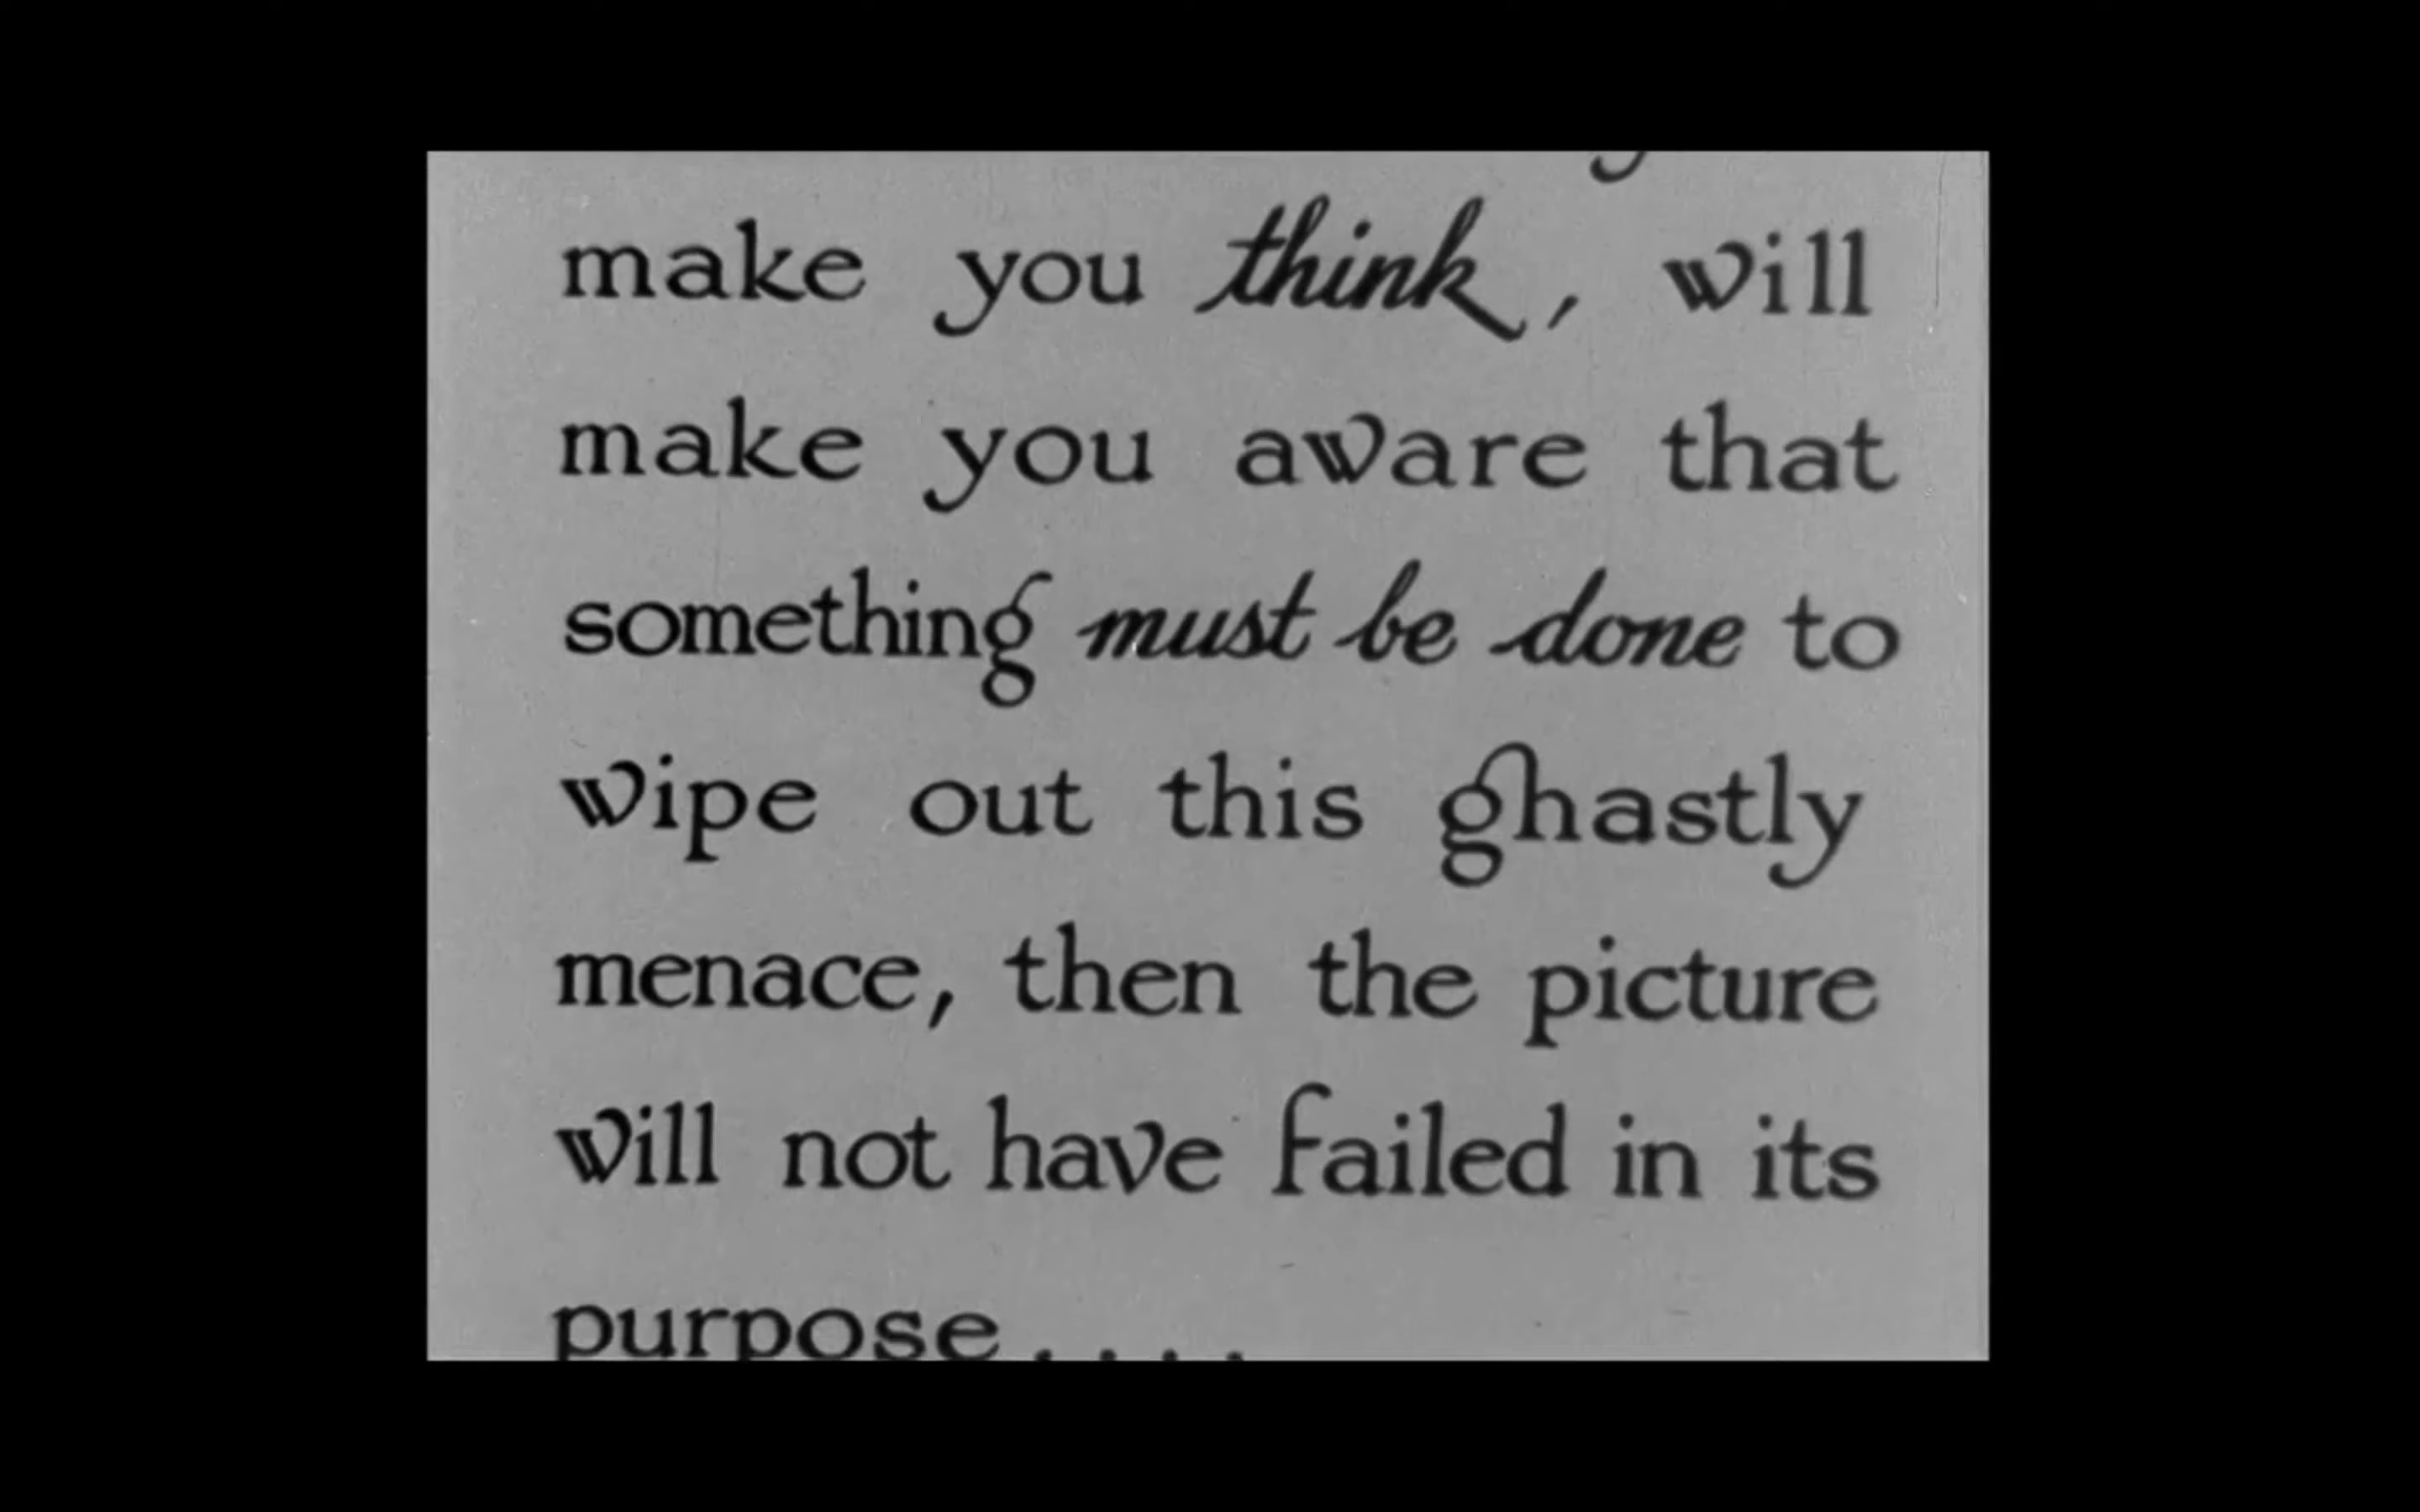 make you think, will
make you aware that
something must be done to
wipe out this ghastly
menace, then the picture
will not have failed in its
purpose....